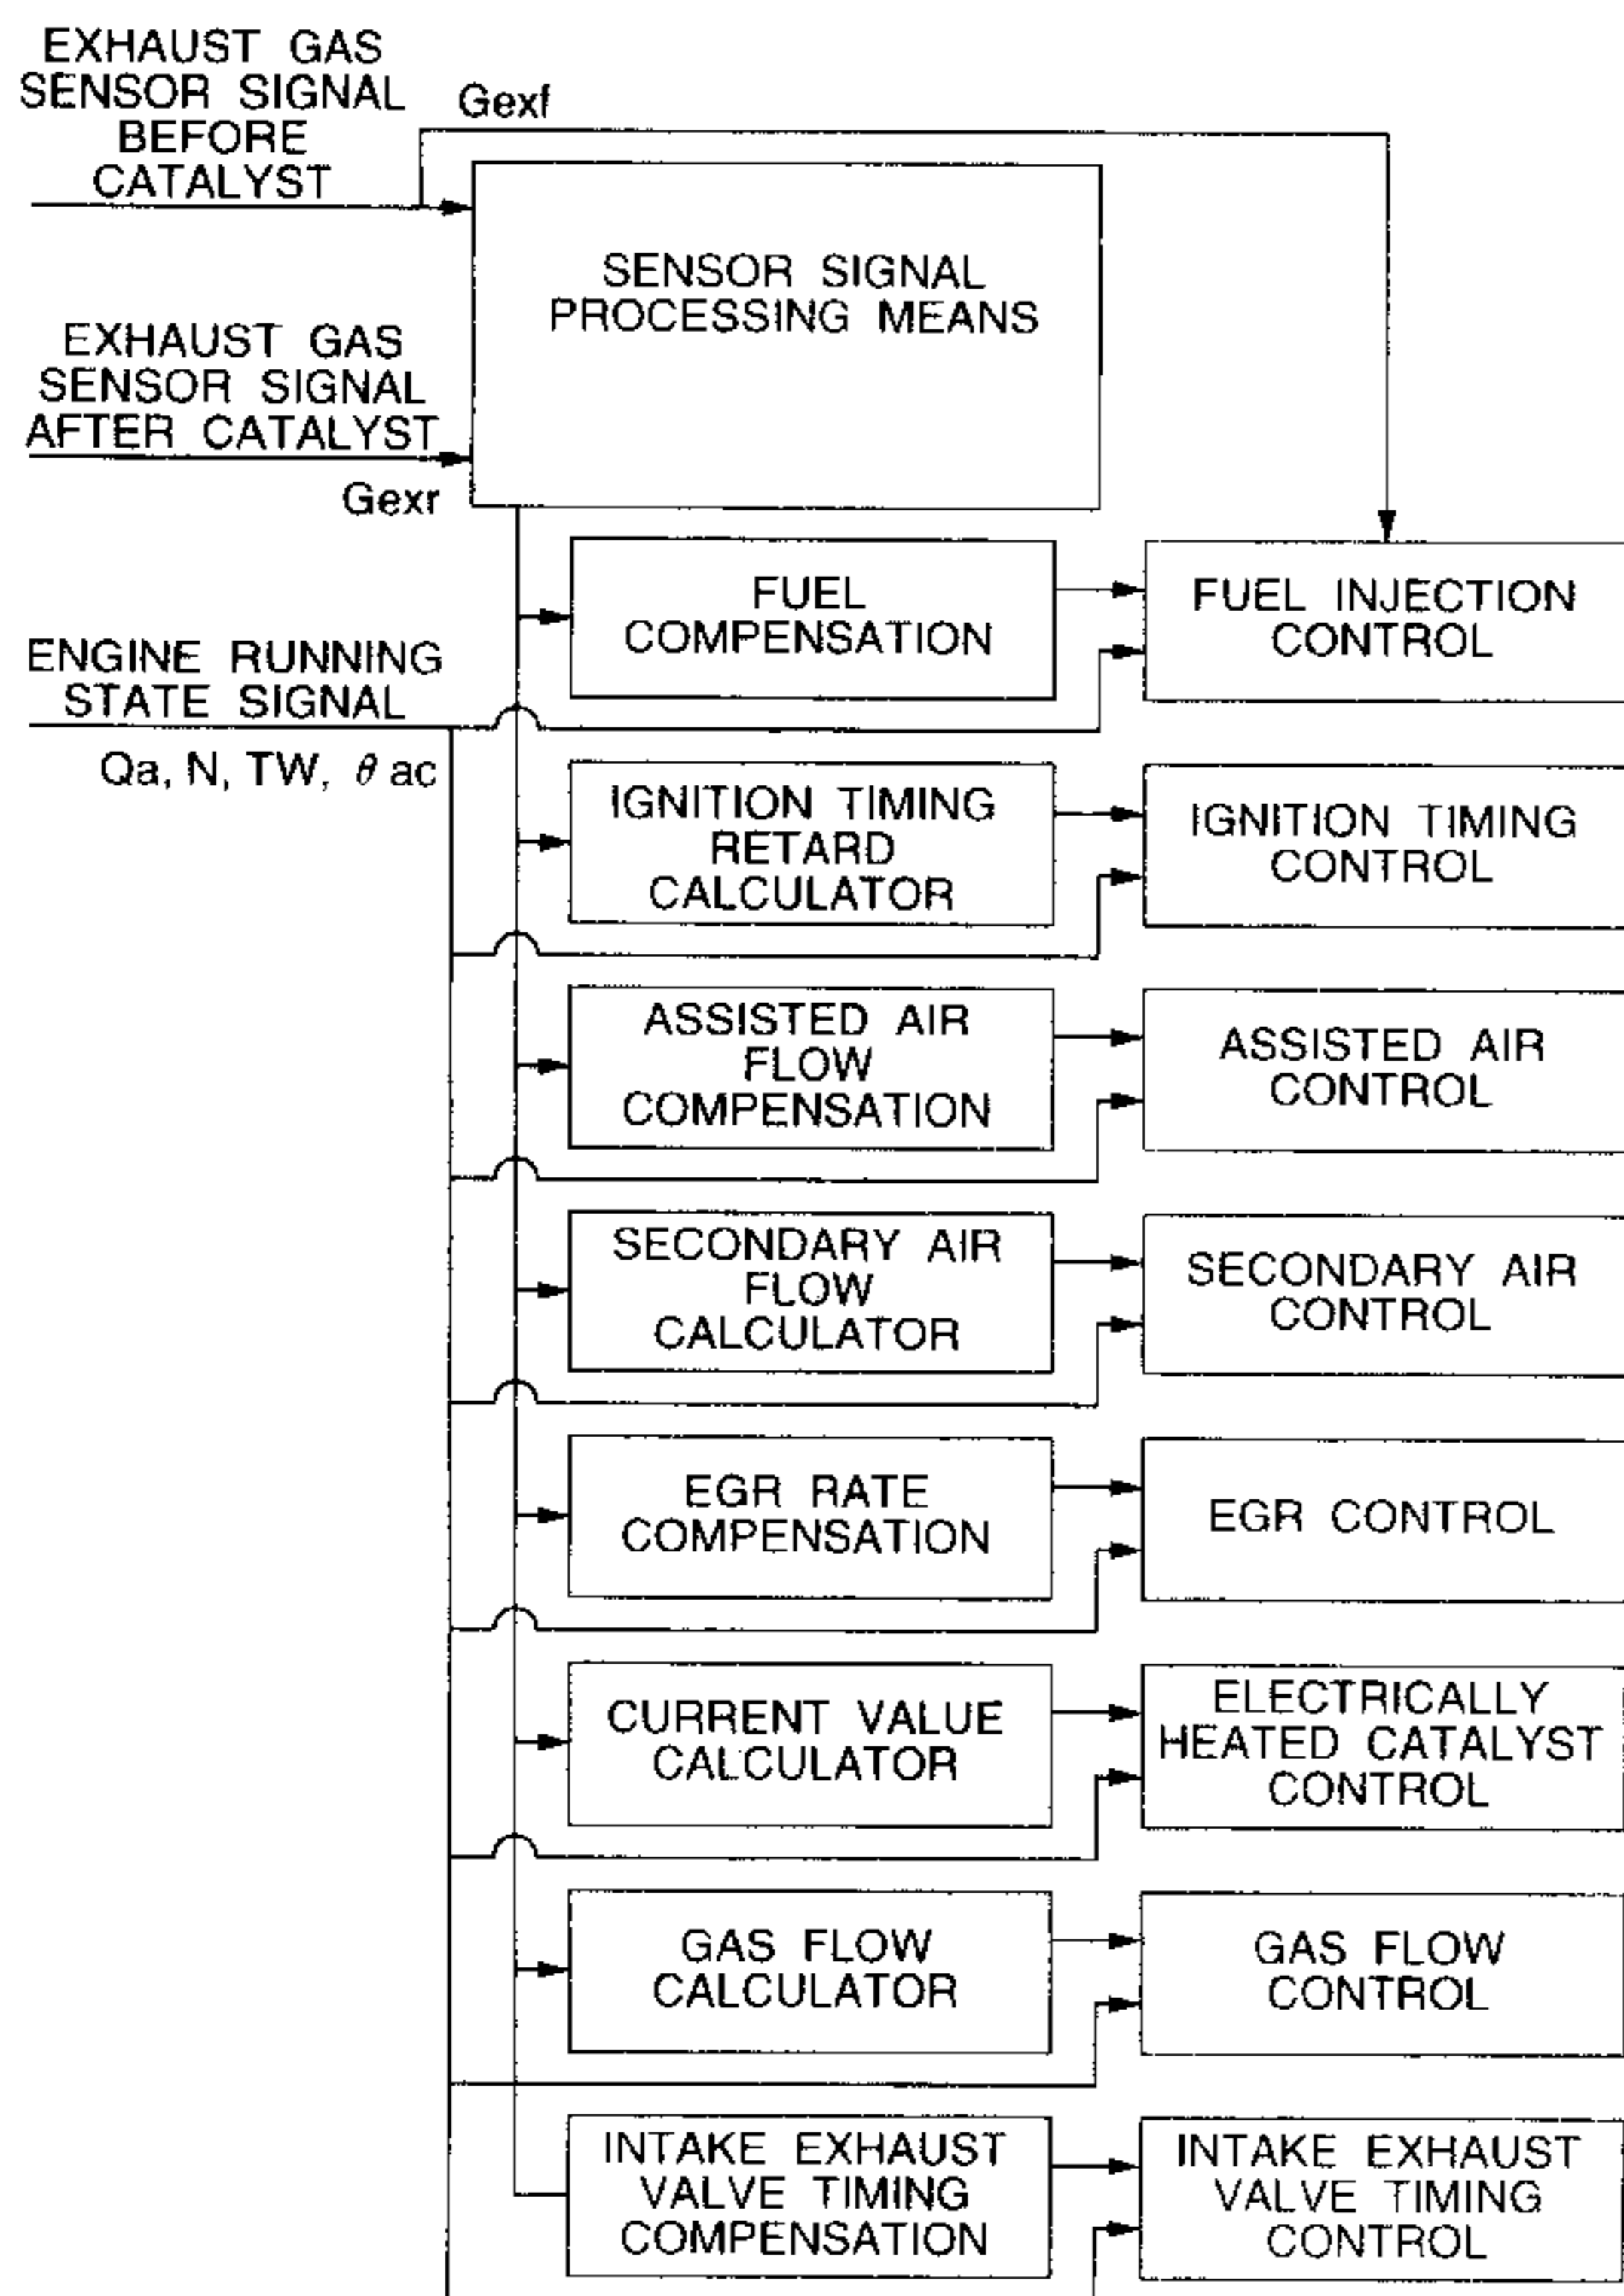 EXHAUST GAS
SENSOR SIGNAL
BEFORE
CATALYST
Gexf
SENSOR SIGNAL
PROCESSING MEANS
EXHAUST GAS
SENSOR SIGNAL
AFTER CATALYST
Gexr
FUEL
COMPENSATION
FUEL INJECTION
CONTROL
ENGINE RUNNING
STATE SIGNAL
Qa, N, TW, θ ac
IGNITION TIMING
RETARD
CALCULATOR
IGNITION TIMING
CONTROL
ASSISTED AIR
FLOW
COMPENSATION
ASSISTED AIR
CONTROL
SECONDARY AIR
FLOW
CALCULATOR
SECONDARY AIR
CONTROL
EGR RATE
COMPENSATION
EGR CONTROL
CURRENT VALUE
CALCULATOR
ELECTRICALLY
HEATED CATALYST
CONTROL
GAS FLOW
CALCULATOR
GAS FLOW
CONTROL
INTAKE EXHAUST
VALVE TIMING
COMPENSATION
INTAKE EXHAUST
VALVE TIMING
CONTROL